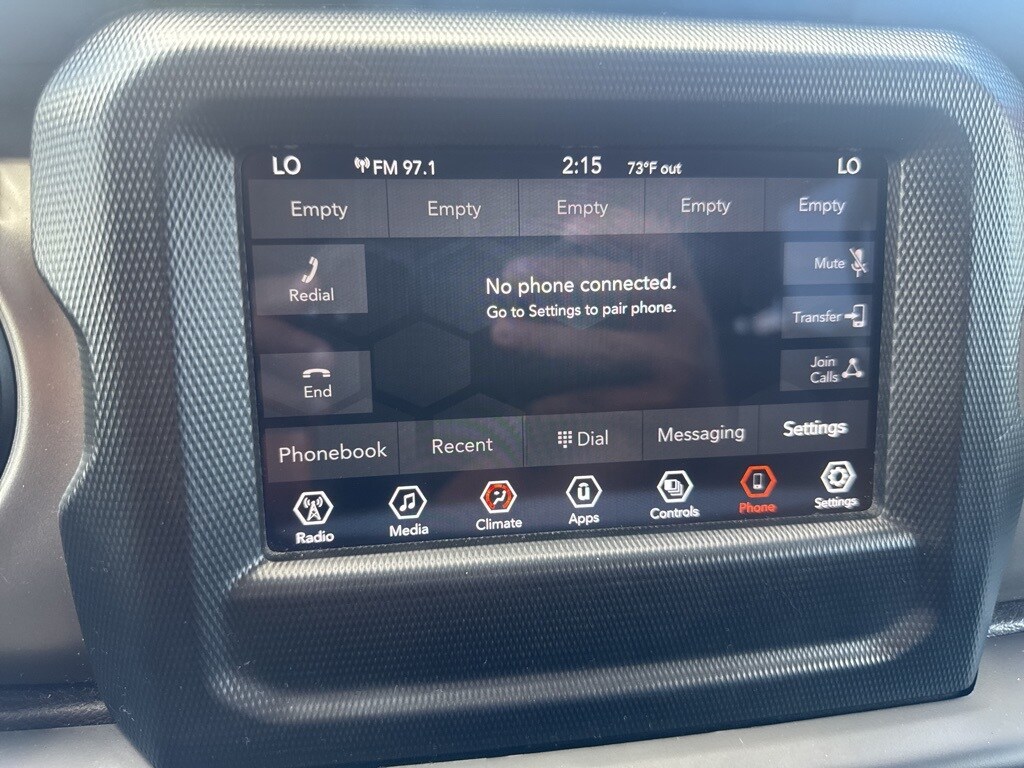 LO FM 97.1 2:15 73°F out LO
Empty Empty Empty Empty Empty
Redial
No phone connected.
Go to Settings to pair phone.
Mute
Transfer
End
Join
Calls
Phonebook Recent Dial Messaging Settings
Radio Media Climate Apps Controls Phone Settings